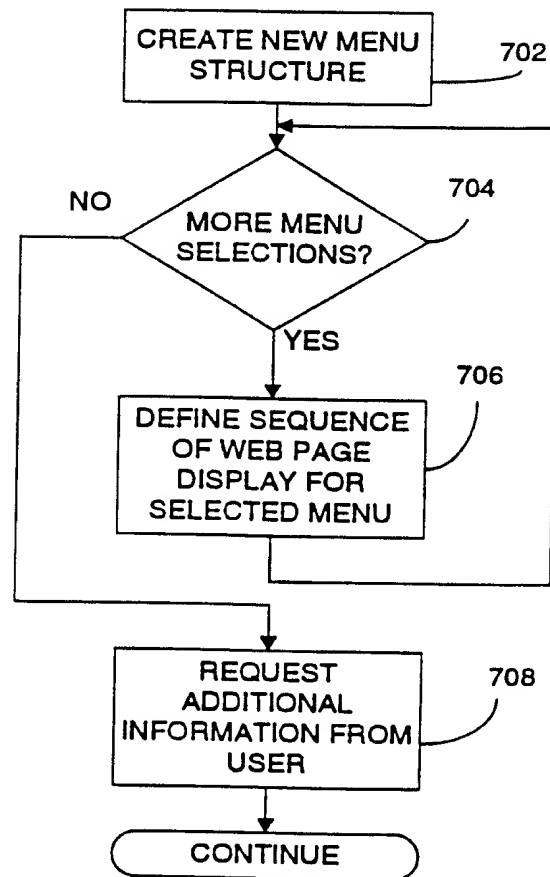 CREATE NEW MENU
STRUCTURE
702
704
NO
MORE MENU
SELECTIONS?
YES
706
DEFINE SEQUENCE
OF WEB PAGE
DISPLAY FOR
SELECTED MENU
REQUEST
ADDITIONAL
INFORMATION FROM
USER
708
CONTINUE